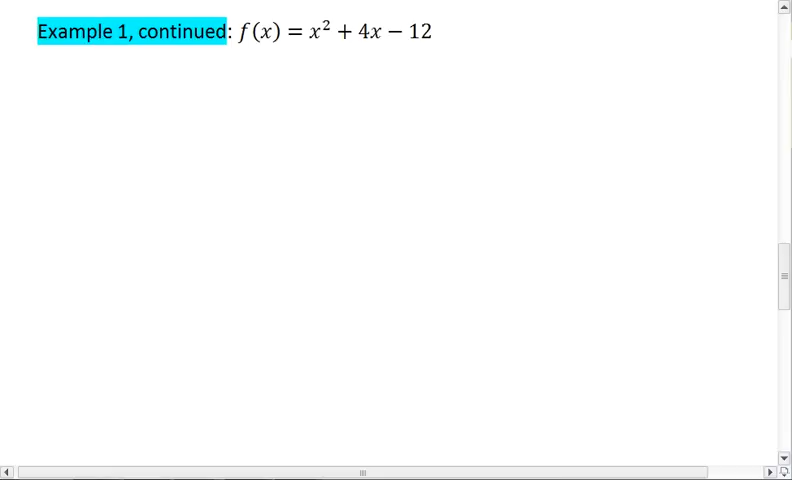 Example 1, continued: f(x) = x² + 4x − 12